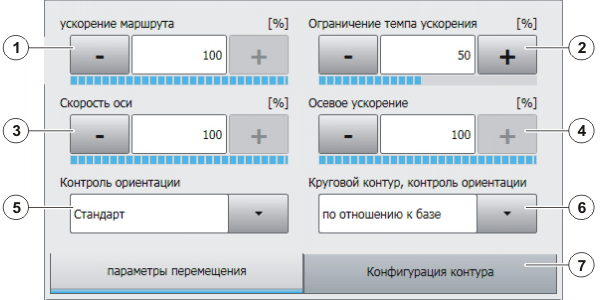 ускорение маршрута [%] Ограничение темпа ускорения [%]
1 - 100 + - 50 + 2
Скорость оси [%] Осевое ускорение [%]
3 - 100 + - 100 + 4
Контроль ориентации Круговой контур, контроль ориентации
5 Стандарт по отношению к базе 6
параметры перемещения Конфигурация контура 7